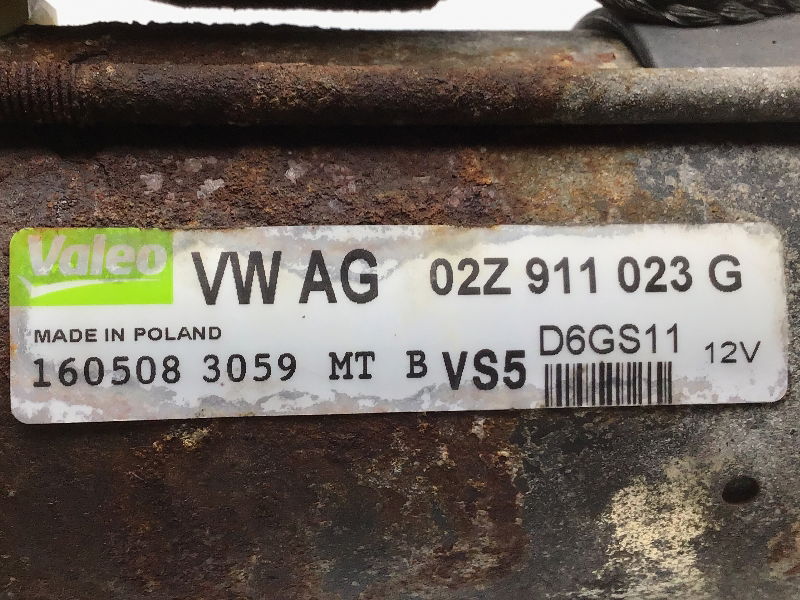 Valeo VW AG 02Z 911 023 G
MADE IN POLAND
160508 3059 MT B VS5 D6GS11 12V